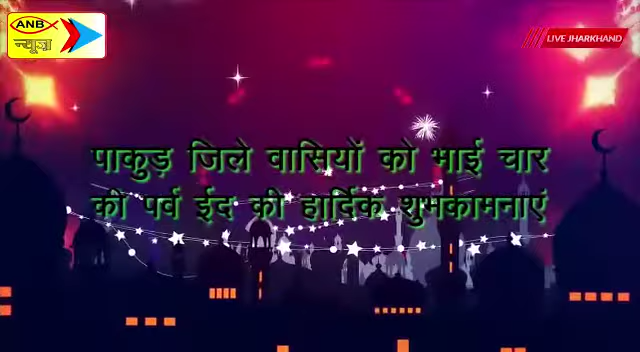 ANB
न्यूज़
LIVE JHARKHAND
पाकुड़ जिले वासियों को भाई चार
की पर्व ईद की हार्दिक शुभकामनाएं